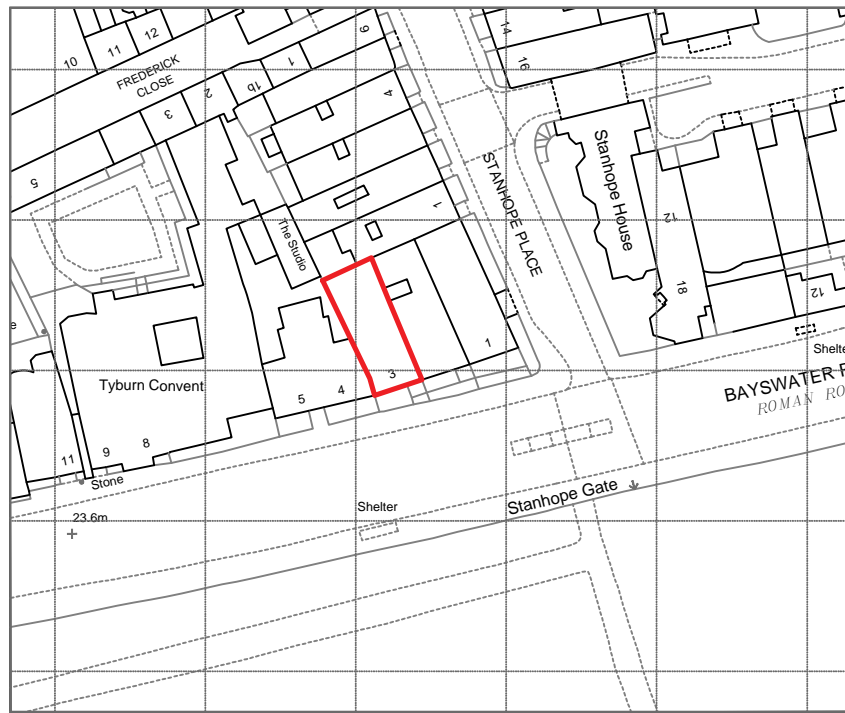 10
11
12
FREDERICK
CLOSE
3
2
1b
1
6
4
14
16
5
STANHOPE PLACE
Stanhope House
12
18
12
The Studio
1
1
3
4
5
Tyburn Convent
8
9
11
Stone
23.6m
Shelter
Stanhope Gate
Shelte
BAYSWATER
ROMAN RO
e